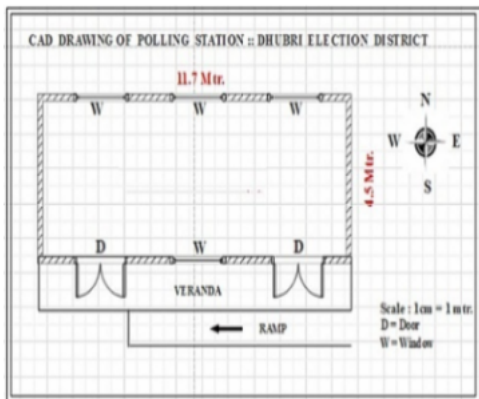 CAD DRAWING OF POLLING STATION :: DHUBRI ELECTION DISTRICT
11.7 Mtr.
W W W
N
W E
S
4.5 Mtr.
D W D
VERANDA
RAMP
Scale : 1cm = 1 mtr.
D = Door
W = Window